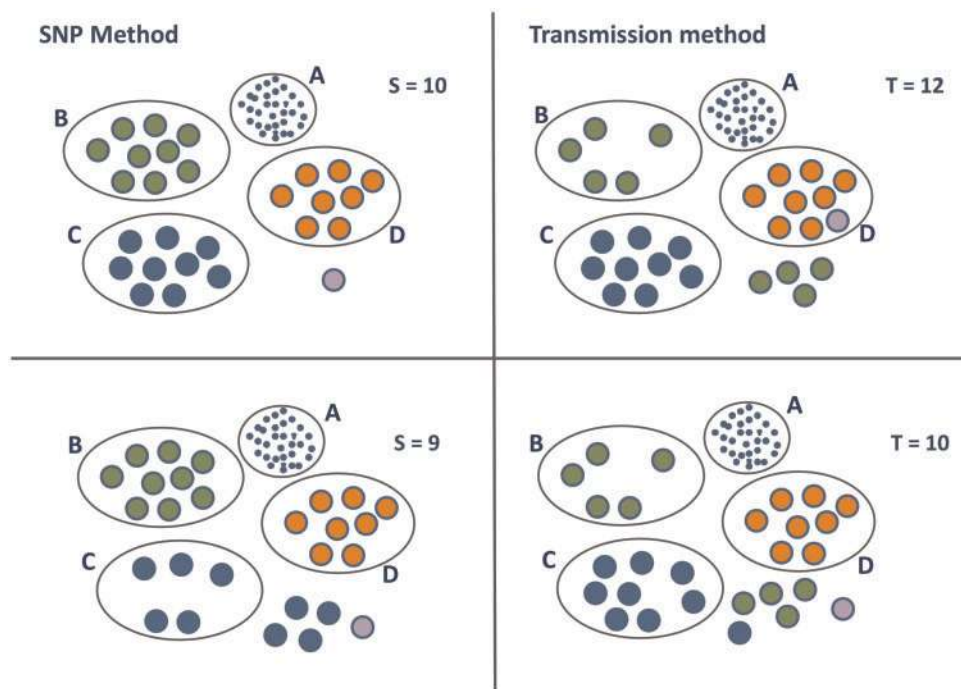 SNP Method
A
S = 10
B
C
D
Transmission method
A
T = 12
B
C
D
A
S = 9
B
C
D
A
T = 10
B
C
D